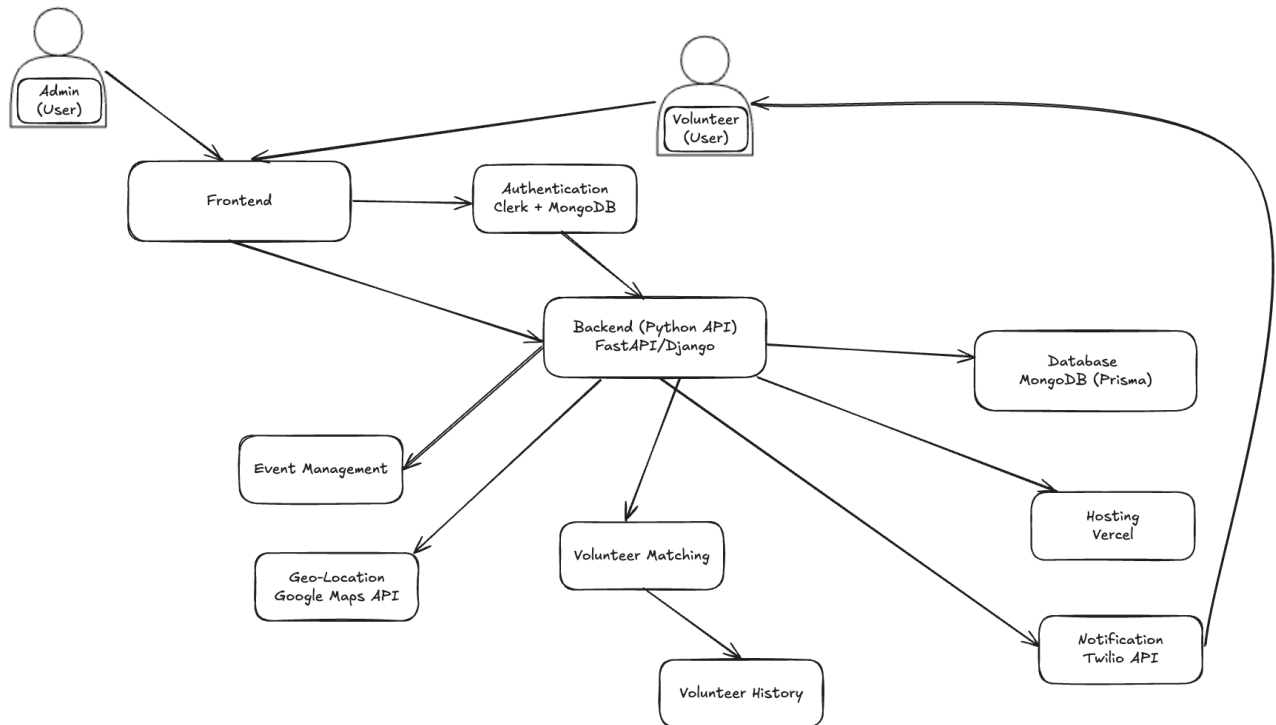 Admin
(User)
Volunteer
(User)
Frontend
Authentication
Clerk + MongoDB
Backend (Python API)
FastAPI/Django
Database
MongoDB (Prisma)
Event Management
Hosting
Vercel
Volunteer Matching
Geo-Location
Google Maps API
Notification
Twilio API
Volunteer History